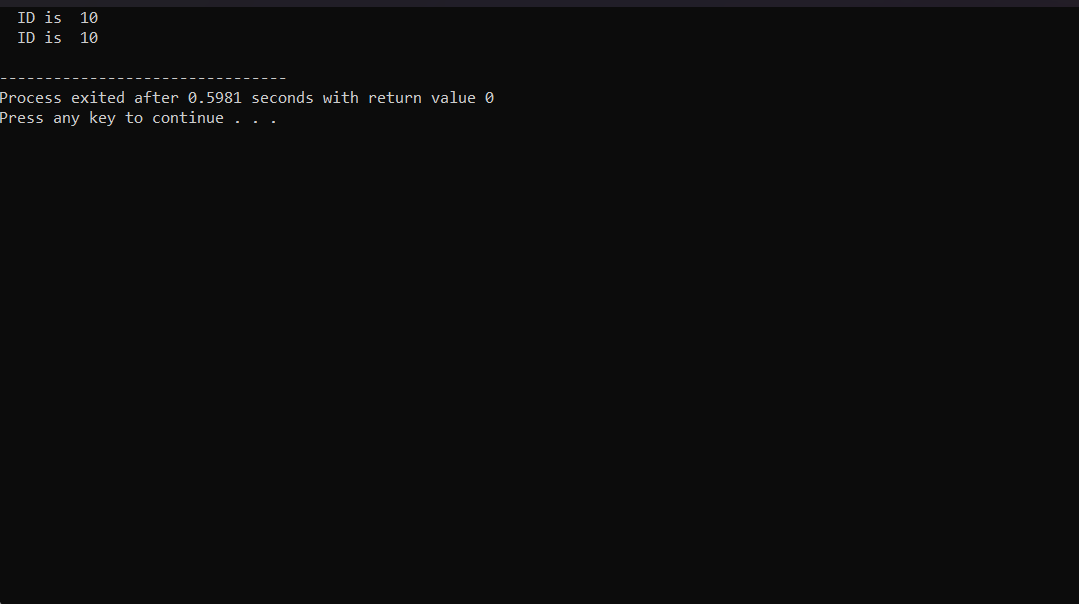 ID is  10
ID is  10
--------------------------------
Process exited after 0.5981 seconds with return value 0
Press any key to continue . . .